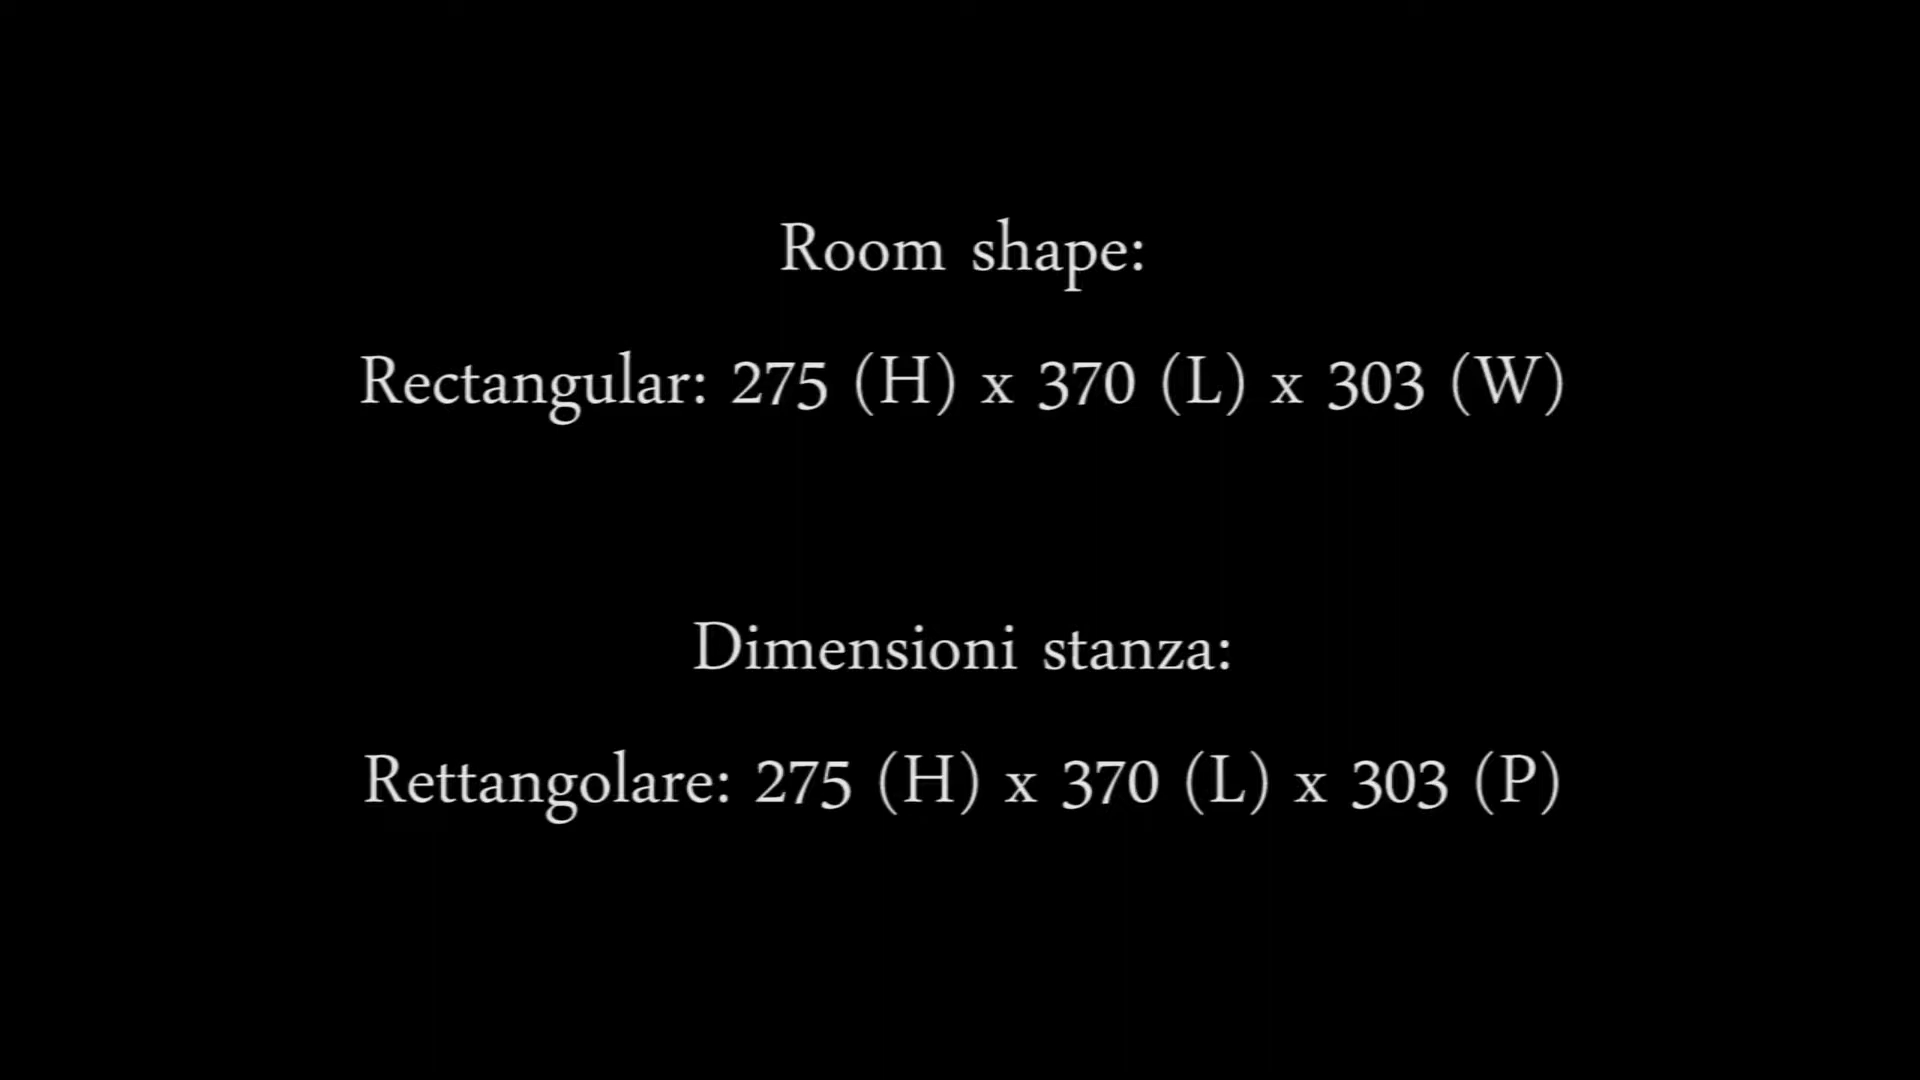 Room shape:
Rectangular: 275 (H) x 370 (L) x 303 (W)
Dimensioni stanza:
Rettangolare: 275 (H) x 370 (L) x 303 (P)